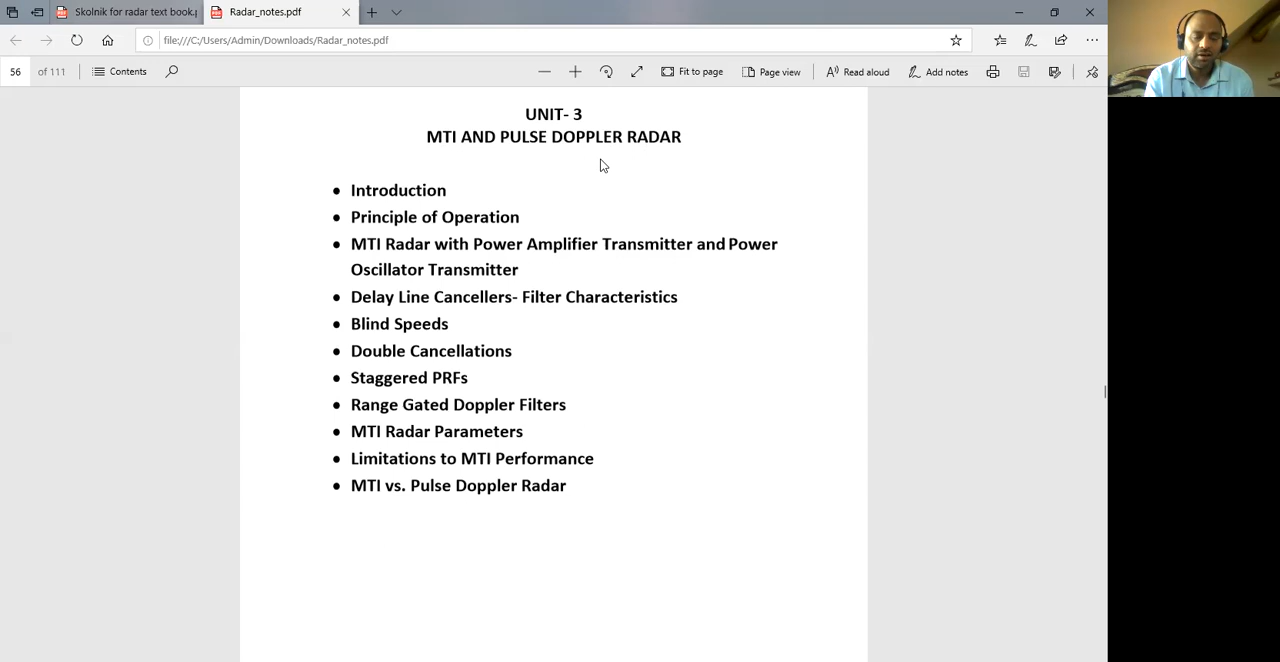 Skolnik for radar text book.p
Radar_notes.pdf
file:///C:/Users/Admin/Downloads/Radar_notes.pdf
56 of 111
Contents
Fit to page
Page view
Read aloud
Add notes
UNIT- 3
MTI AND PULSE DOPPLER RADAR
• Introduction
• Principle of Operation
• MTI Radar with Power Amplifier Transmitter and Power
Oscillator Transmitter
• Delay Line Cancellers- Filter Characteristics
• Blind Speeds
• Double Cancellations
• Staggered PRFs
• Range Gated Doppler Filters
• MTI Radar Parameters
• Limitations to MTI Performance
• MTI vs. Pulse Doppler Radar